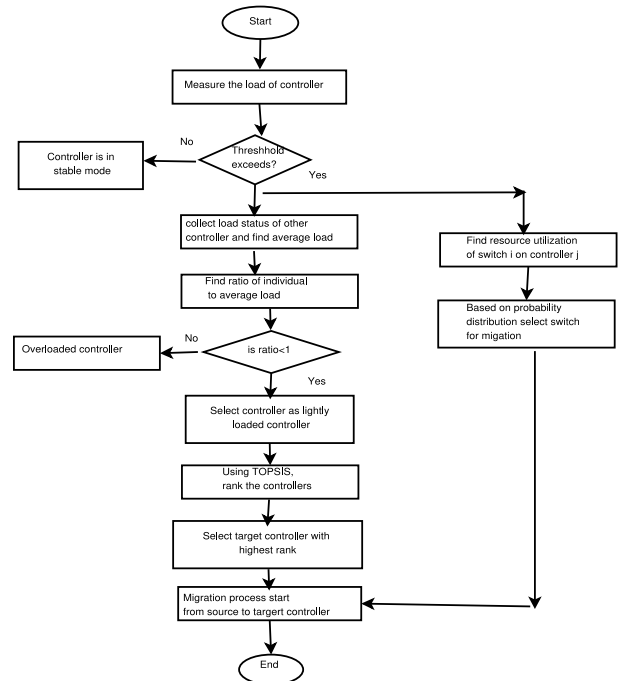 Start
Measure the load of controller
Threshhold
exceeds?
No
Controller is in
stable mode
Yes
collect load status of other
controller and find average load
Find resource utilization
of switch i on controller j
Find ratio of individual
to average load
Based on probability
distribution select switch
for migation
is ratio<1
No
Overloaded controller
Yes
Select controller as lightly
loaded controller
Using TOPSIS,
rank the controllers
Select target controller with
highest rank
Migration process start
from source to targert controller
End